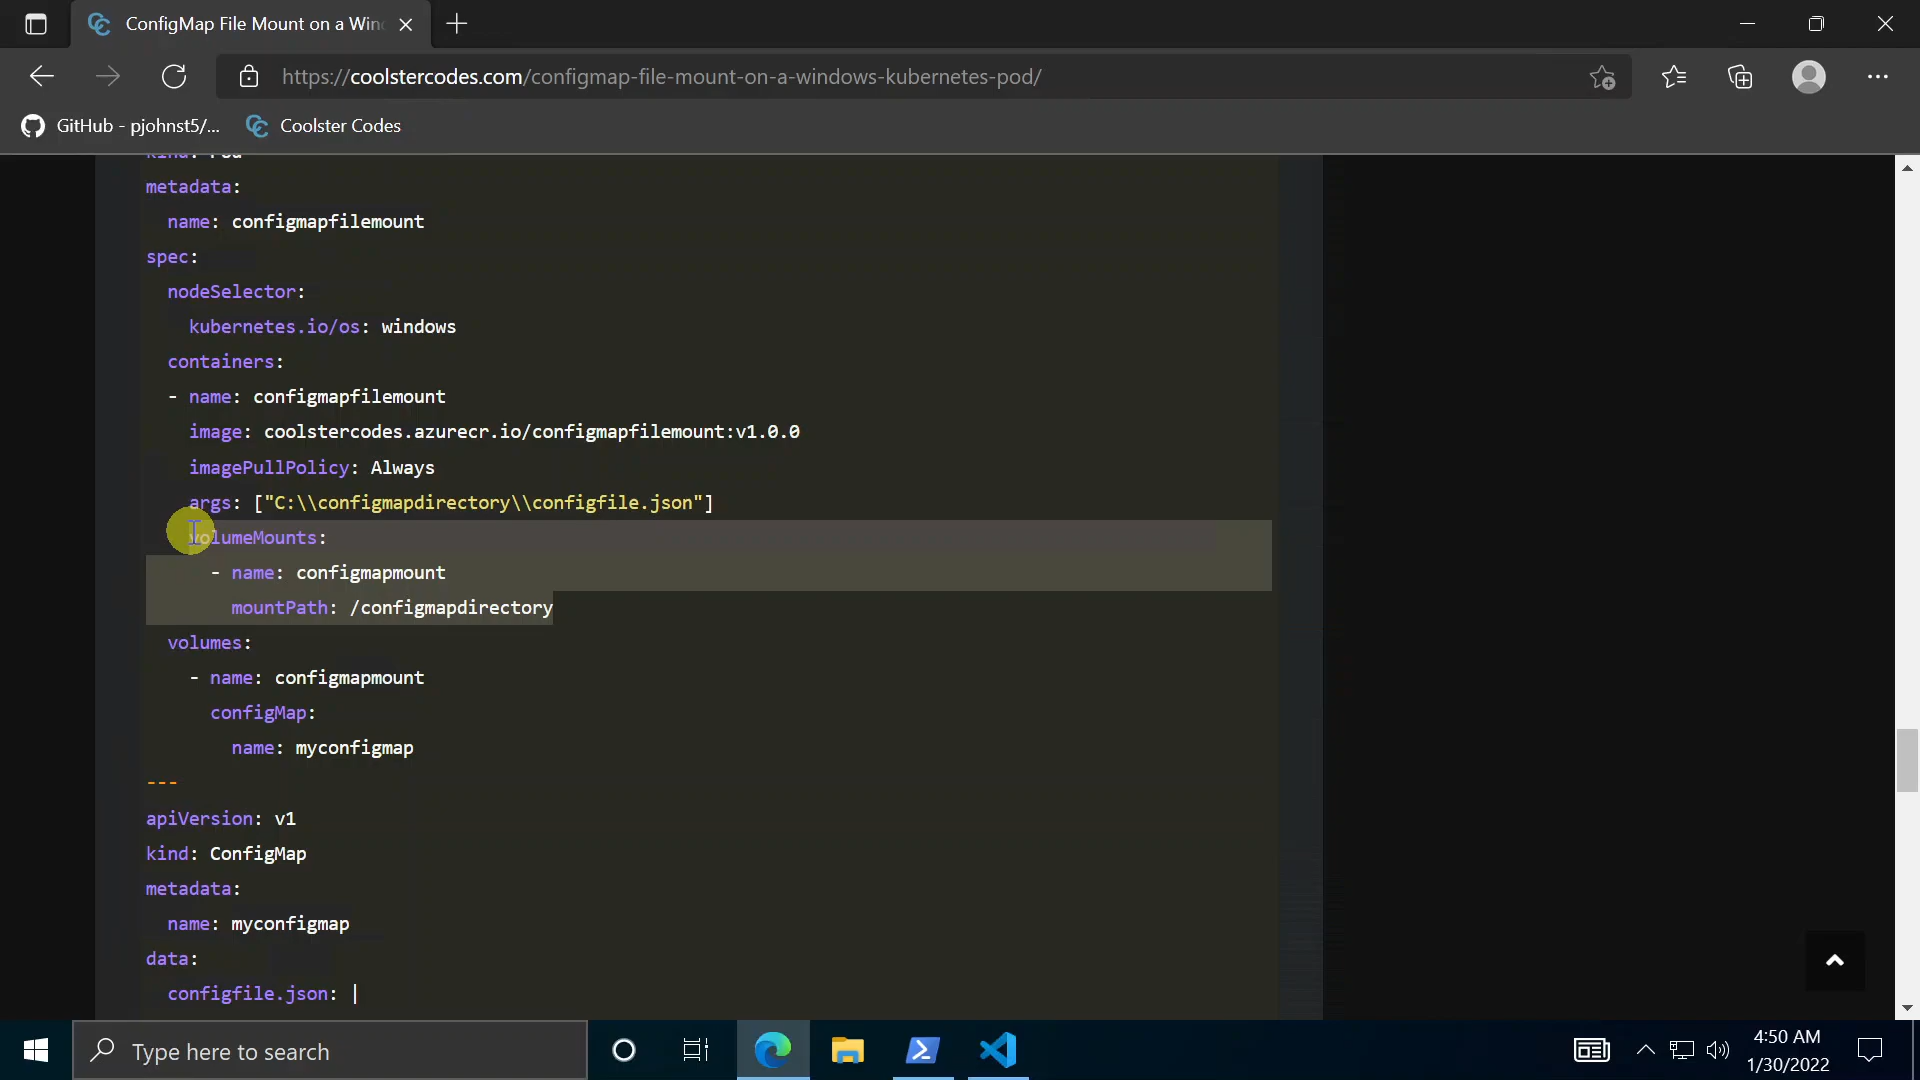 ConfigMap File Mount on a Win
https://coolstercodes.com/configmap-file-mount-on-a-windows-kubernetes-pod/
GitHub - pjohnst5/...
Coolster Codes
kind: Pod
metadata:
name: configmapfilemount
spec:
nodeSelector:
kubernetes.io/os: windows
containers:
- name: configmapfilemount
image: coolstercodes.azurecr.io/configmapfilemount:v1.0.0
imagePullPolicy: Always
args: ["C:\\configmapdirectory\\configfile.json"]
volumeMounts:
- name: configmapmount
mountPath: /configmapdirectory
volumes:
- name: configmapmount
configMap:
name: myconfigmap
---
apiVersion: v1
kind: ConfigMap
metadata:
name: myconfigmap
data:
configfile.json: |
Type here to search
4:50 AM
1/30/2022